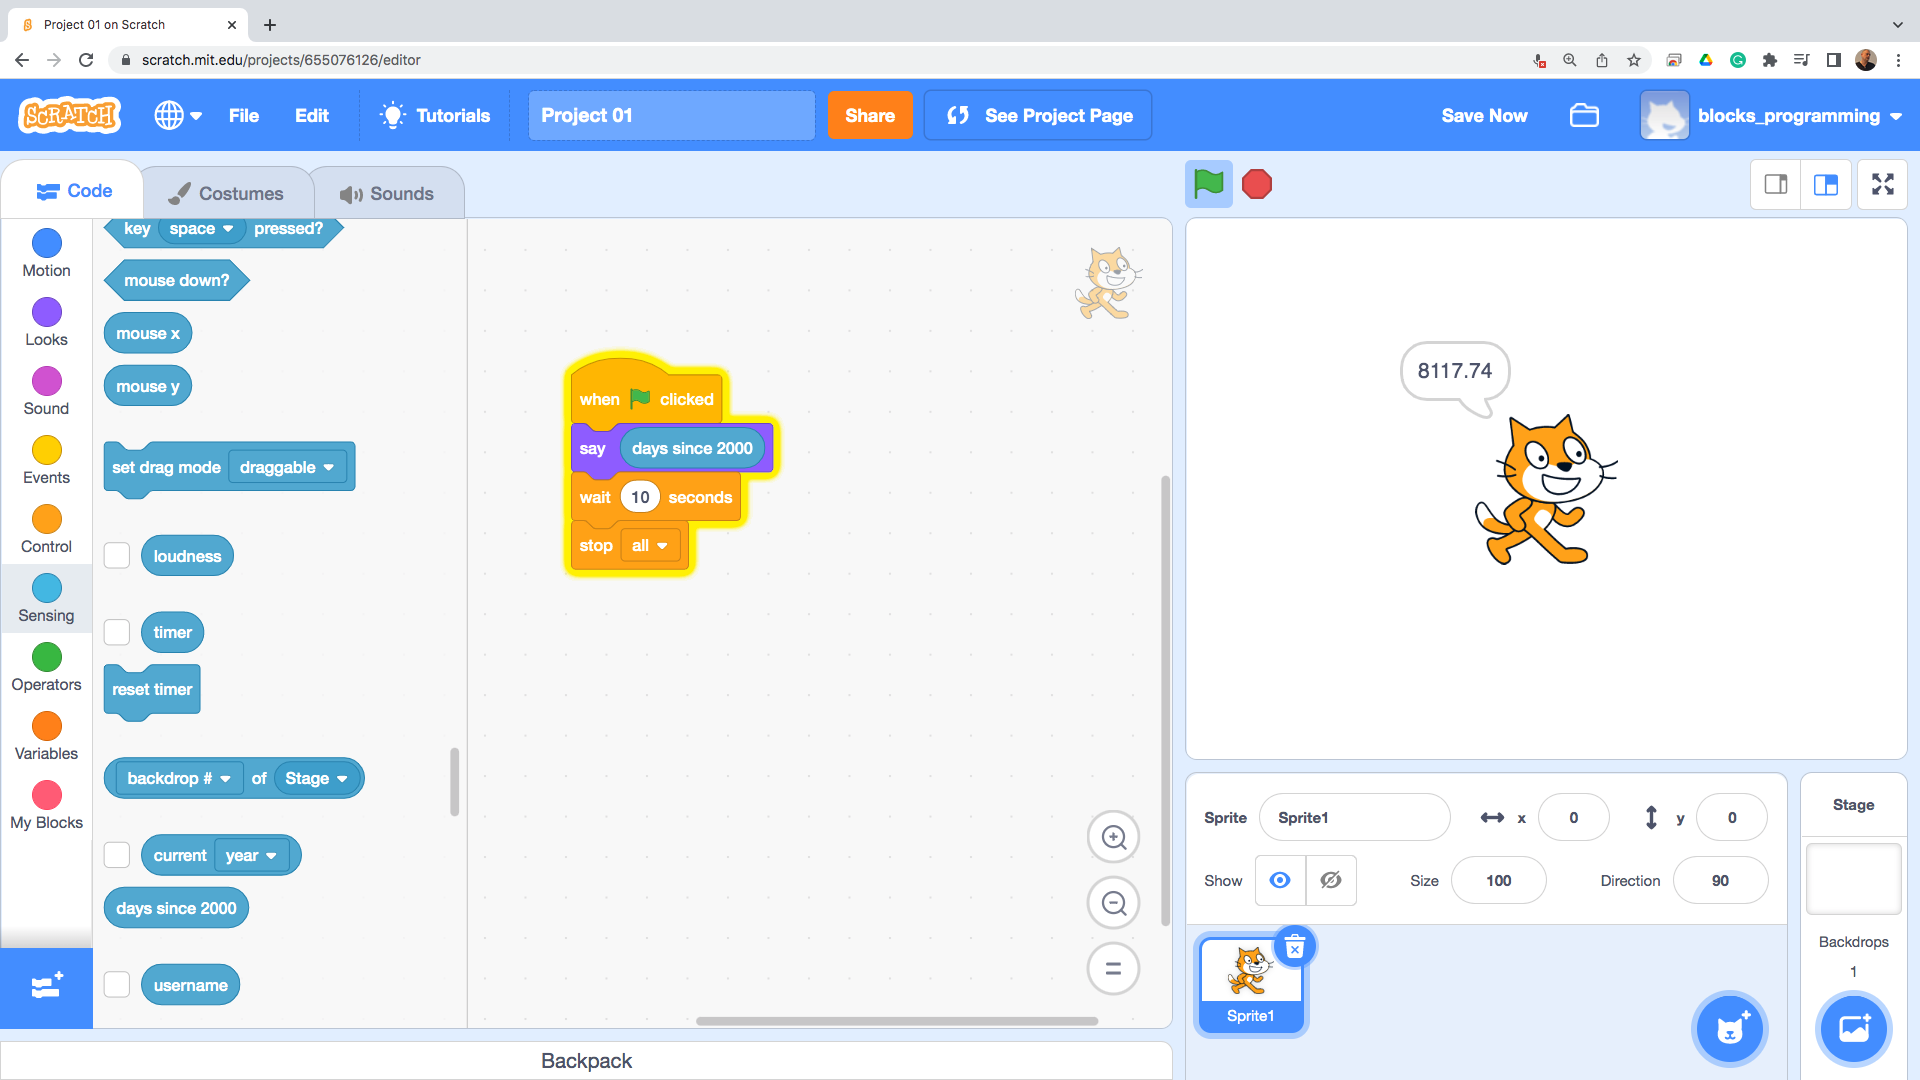 Project 01 on Scratch
scratch.mit.edu/projects/655076126/editor
SCRATCH
File
Edit
Tutorials
Project 01
Share
See Project Page
Save Now
blocks_programming
Code
Costumes
Sounds
Motion
Looks
Sound
Events
Control
Sensing
Operators
Variables
My Blocks
key space pressed?
mouse down?
mouse x
mouse y
set drag mode draggable
loudness
timer
reset timer
backdrop # of Stage
current year
days since 2000
username
when clicked
say days since 2000
wait 10 seconds
stop all
8117.74
Sprite Sprite1 x 0 y 0
Show Size 100 Direction 90
Sprite1
Stage
Backdrops
1
Backpack